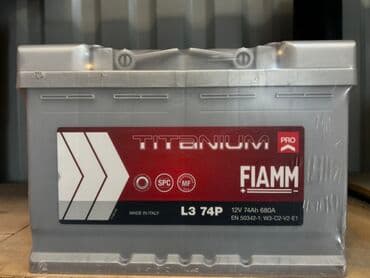 TITANIUM PRO
FIAMM
SPC MF
MADE IN ITALY
L3 74P
12V 74Ah 680A
EN 50342-1, W3-C2-V2-E1